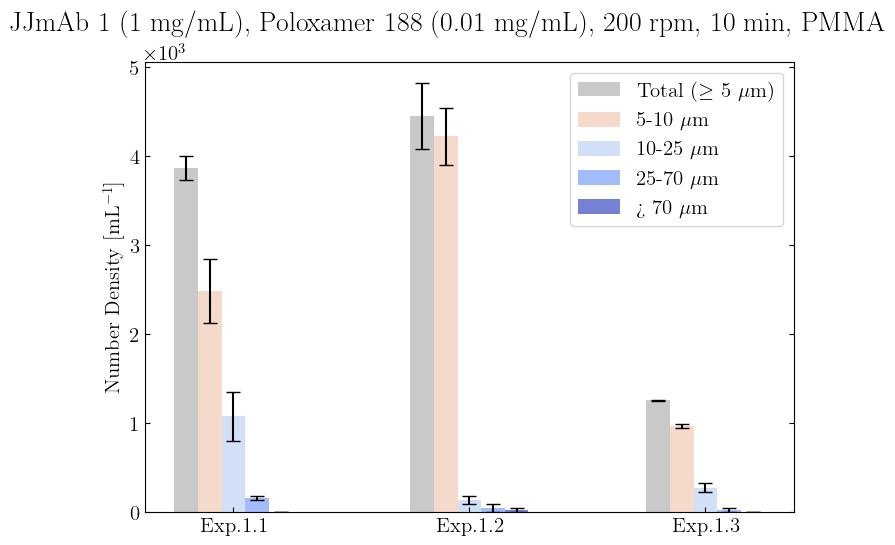 JJmAb 1 (1 mg/mL), Poloxamer 188 (0.01 mg/mL), 200 rpm, 10 min, PMMA
×10³
5
4
3
2
1
0
Number Density [mL⁻¹]
Total (≥ 5 μm)
5-10 μm
10-25 μm
25-70 μm
¿ 70 μm
Exp.1.1
Exp.1.2
Exp.1.3